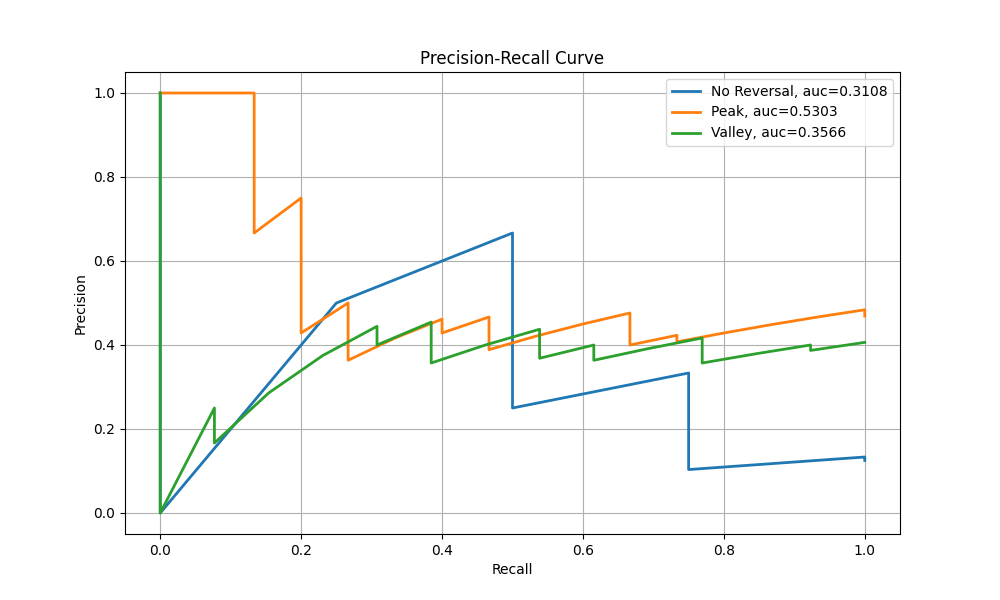 Precision-Recall Curve
No Reversal, auc=0.3108
Peak, auc=0.5303
Valley, auc=0.3566
Precision
1.0
0.8
0.6
0.4
0.2
0.0
0.0 0.2 0.4 0.6 0.8 1.0
Recall